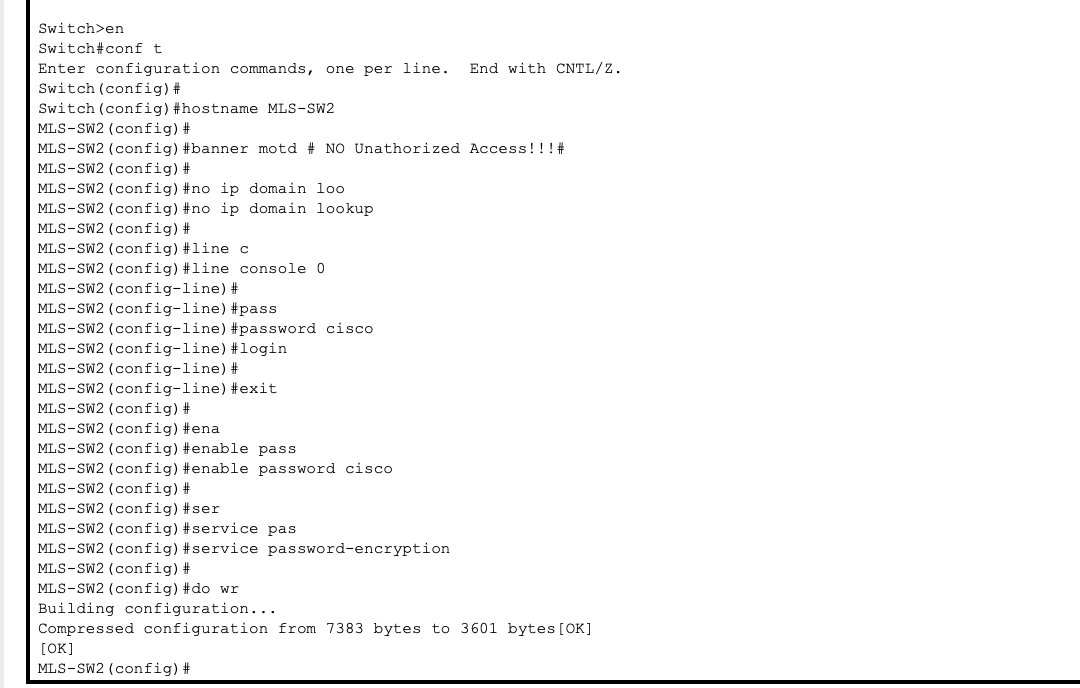 Switch>en
Switch#conf t
Enter configuration commands, one per line.  End with CNTL/Z.
Switch(config)#
Switch(config)#hostname MLS-SW2
MLS-SW2(config)#
MLS-SW2(config)#banner motd # NO Unathorized Access!!!#
MLS-SW2(config)#
MLS-SW2(config)#no ip domain loo
MLS-SW2(config)#no ip domain lookup
MLS-SW2(config)#
MLS-SW2(config)#line c
MLS-SW2(config)#line console 0
MLS-SW2(config-line)#
MLS-SW2(config-line)#pass
MLS-SW2(config-line)#password cisco
MLS-SW2(config-line)#login
MLS-SW2(config-line)#
MLS-SW2(config-line)#exit
MLS-SW2(config)#
MLS-SW2(config)#ena
MLS-SW2(config)#enable pass
MLS-SW2(config)#enable password cisco
MLS-SW2(config)#
MLS-SW2(config)#ser
MLS-SW2(config)#service pas
MLS-SW2(config)#service password-encryption
MLS-SW2(config)#
MLS-SW2(config)#do wr
Building configuration...
Compressed configuration from 7383 bytes to 3601 bytes[OK]
[OK]
MLS-SW2(config)#